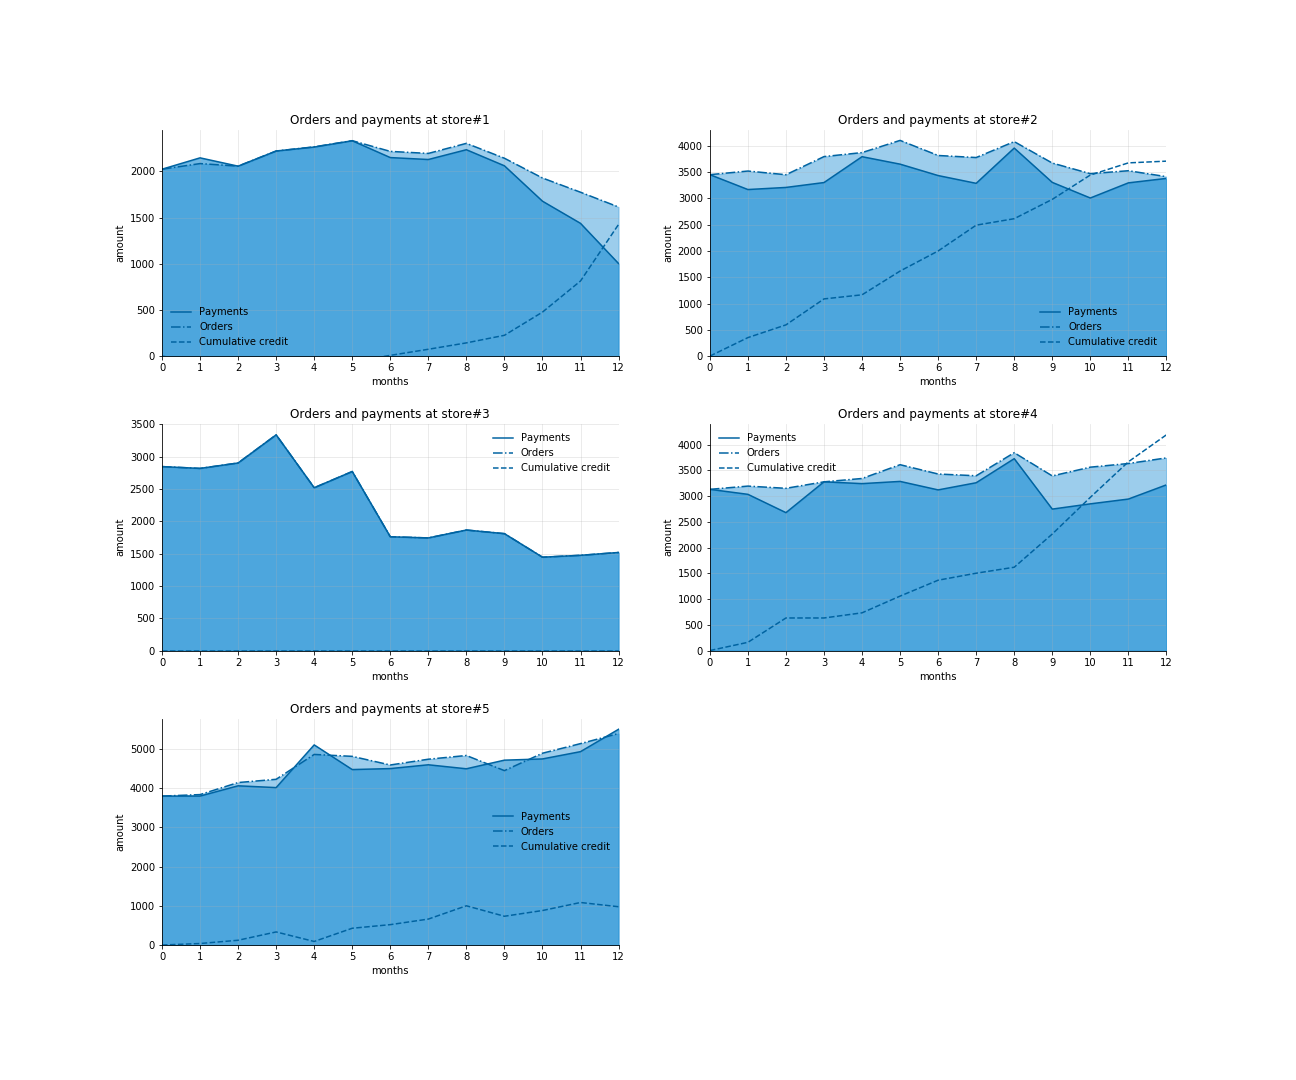 Orders and payments at store#1
2000
1500
1000
500
0
amount
Payments
Orders
Cumulative credit
0 1 2 3 4 5 6 7 8 9 10 11 12
months
Orders and payments at store#2
4000
3500
3000
2500
2000
1500
1000
500
0
amount
Payments
Orders
Cumulative credit
0 1 2 3 4 5 6 7 8 9 10 11 12
months
Orders and payments at store#3
3500
3000
2500
2000
1500
1000
500
0
amount
Payments
Orders
Cumulative credit
0 1 2 3 4 5 6 7 8 9 10 11 12
months
Orders and payments at store#4
4000
3500
3000
2500
2000
1500
1000
500
0
amount
Payments
Orders
Cumulative credit
0 1 2 3 4 5 6 7 8 9 10 11 12
months
Orders and payments at store#5
5000
4000
3000
2000
1000
0
amount
Payments
Orders
Cumulative credit
0 1 2 3 4 5 6 7 8 9 10 11 12
months